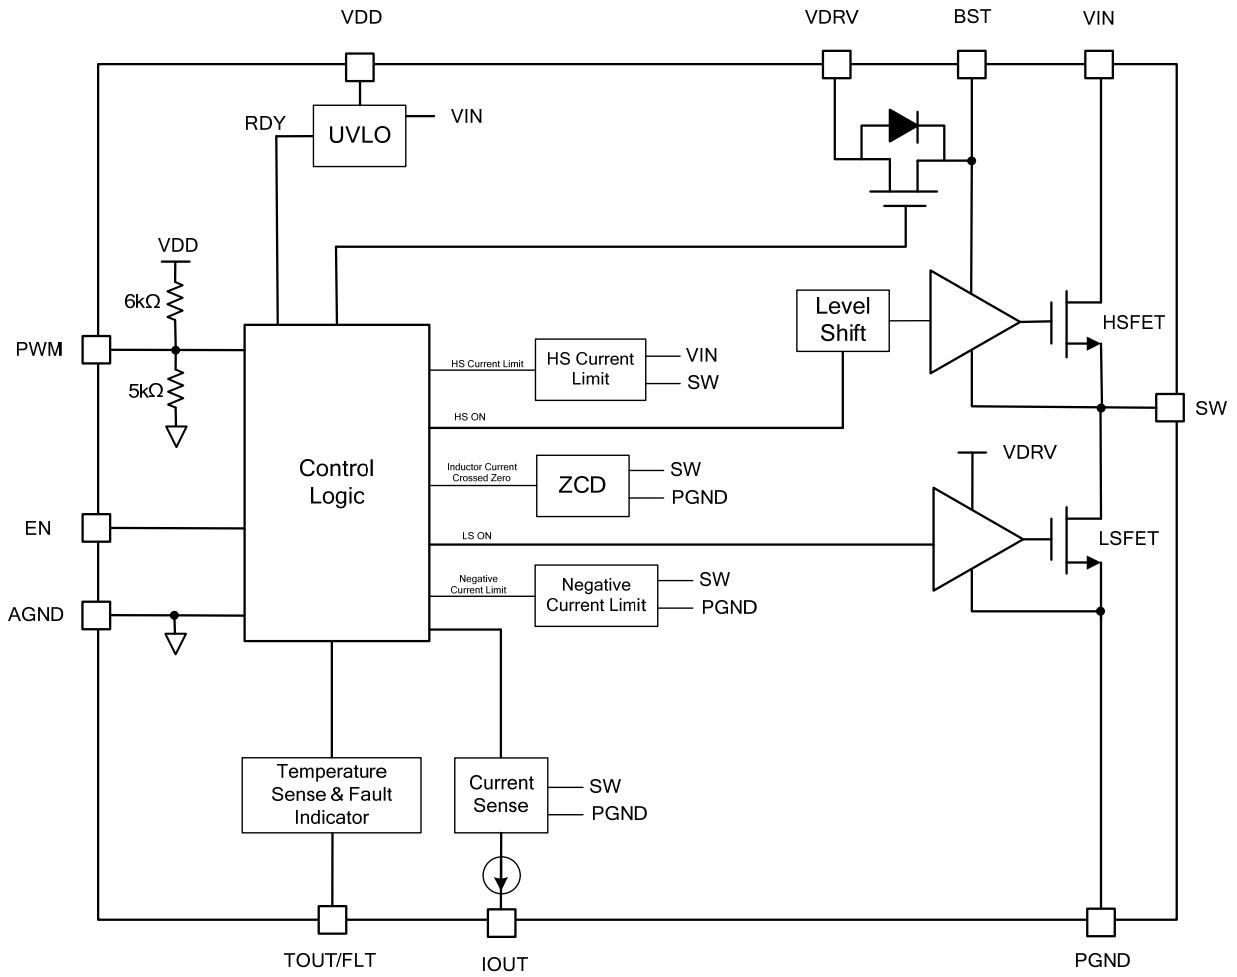 VDD
VDRV
BST
VIN
RDY
UVLO
VIN
VDD
6kΩ
PWM
5kΩ
Control
Logic
HS Current Limit
HS Current
Limit
VIN
SW
HS ON
Level
Shift
HSFET
SW
Inductor Current
Crossed Zero
ZCD
SW
PGND
VDRV
LS ON
LSFET
EN
Negative
Current Limit
Negative
Current Limit
SW
PGND
AGND
Temperature
Sense & Fault
Indicator
Current
Sense
SW
PGND
TOUT/FLT
IOUT
PGND